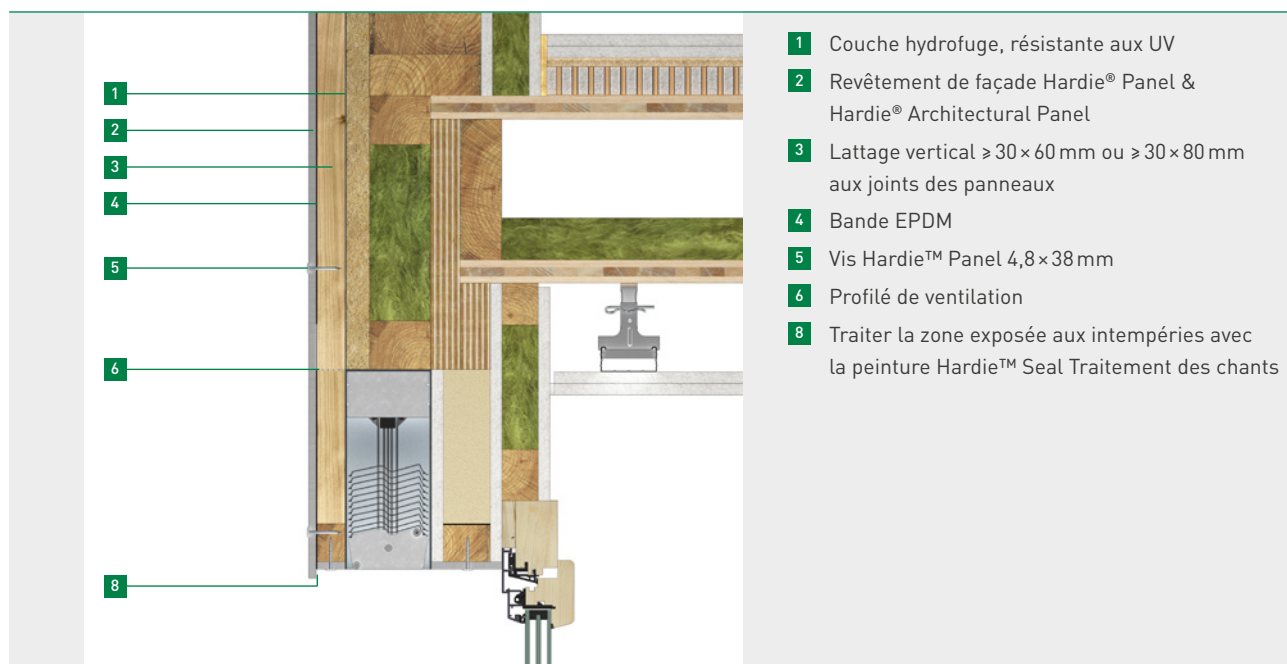 1 Couche hydrofuge, résistante aux UV
2 Revêtement de façade Hardie® Panel &
Hardie® Architectural Panel
3 Lattage vertical ≥ 30 × 60 mm ou ≥ 30 × 80 mm
aux joints des panneaux
4 Bande EPDM
5 Vis Hardie™ Panel 4,8 × 38 mm
6 Profilé de ventilation
8 Traiter la zone exposée aux intempéries avec
la peinture Hardie™ Seal Traitement des chants
1
2
3
4
5
6
8